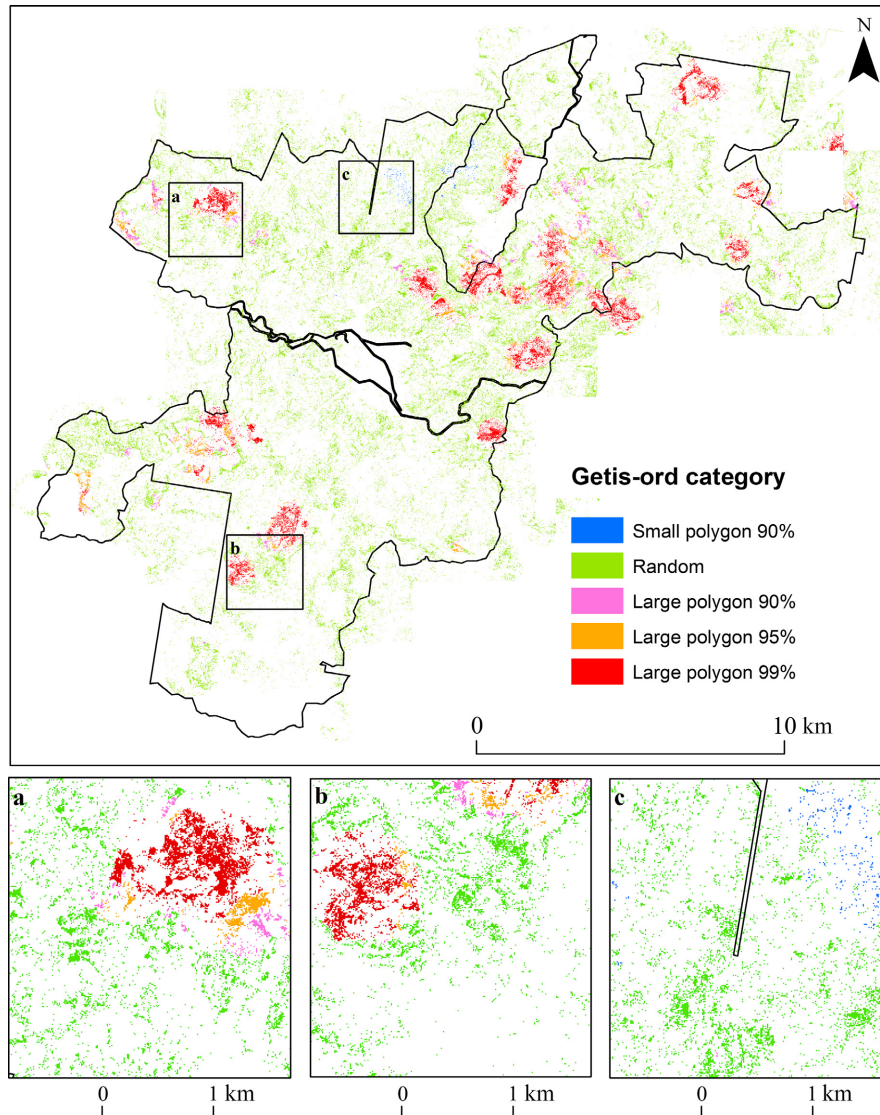 N
a
c
b
Getis-ord category
Small polygon 90%
Random
Large polygon 90%
Large polygon 95%
Large polygon 99%
0 10 km
a b c
0 1 km 0 1 km 0 1 km